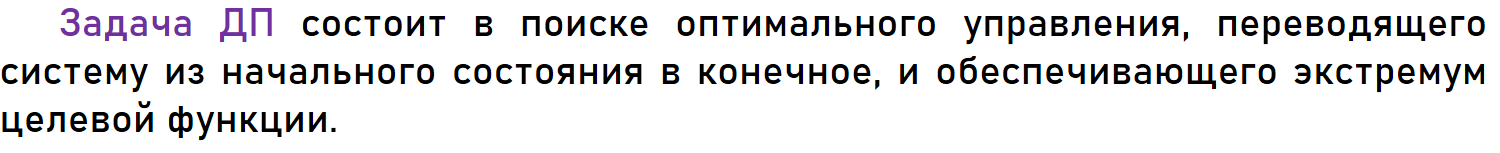 Задача ДП состоит в поиске оптимального управления, переводящего
систему из начального состояния в конечное, и обеспечивающего экстремум
целевой функции.